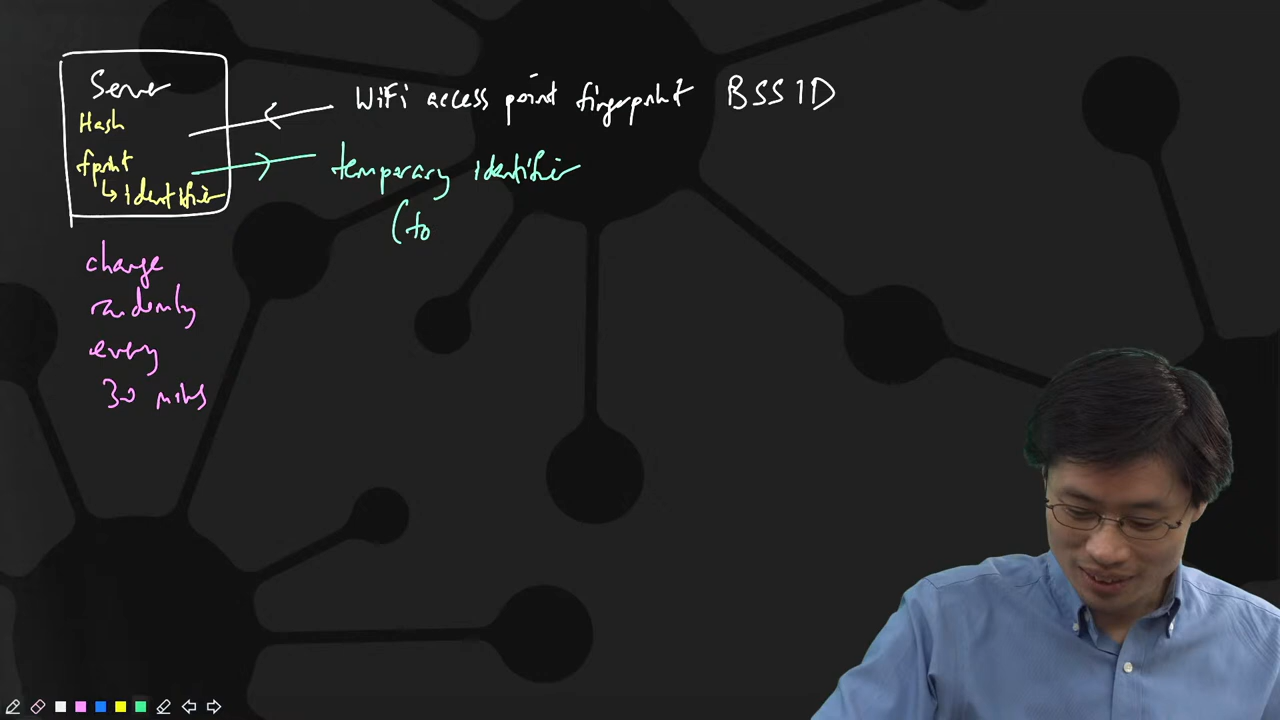 Server
WiFi access point fingerprint BSSID
Hash
fprint
↳ identifier
temporary identifier
(to
change
randomly
every
30 mins